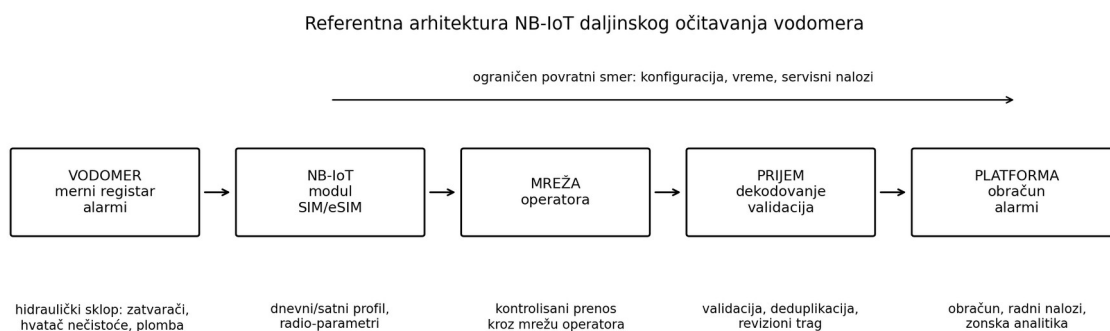 Referentna arhitektura NB-IoT daljinskog očitavanja vodomera
ograničen povratni smer: konfiguracija, vreme, servisni nalozi
VODOMER
merni registar
alarmi
NB-IoT
modul
SIM/eSIM
MREŽA
operatora
PRIJEM
dekodovanje
validacija
PLATFORMA
obračun
alarmi
hidraulički sklop: zatvarači,
hvatač nečistoće, plomba
dnevni/satni profil,
radio-parametri
kontrolisani prenos
kroz mrežu operatora
validacija, deduplikacija,
revizioni trag
obračun, radni nalozi,
zonska analitika